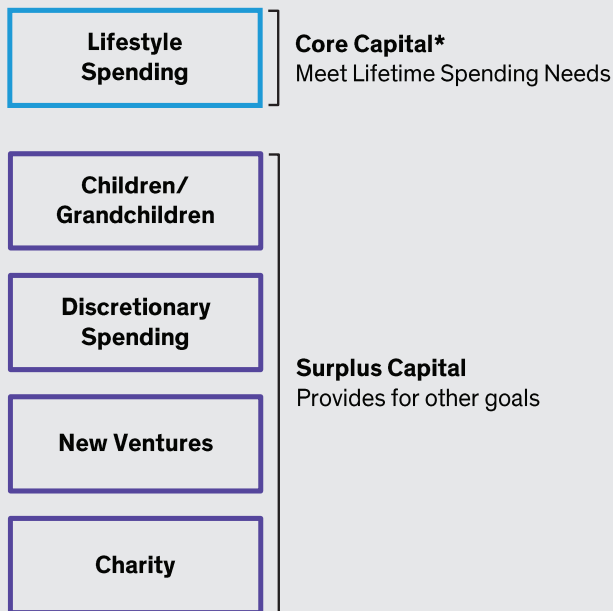 Lifestyle
Spending
Core Capital*
Meet Lifetime Spending Needs
Children/
Grandchildren
Discretionary
Spending
Surplus Capital
Provides for other goals
New Ventures
Charity